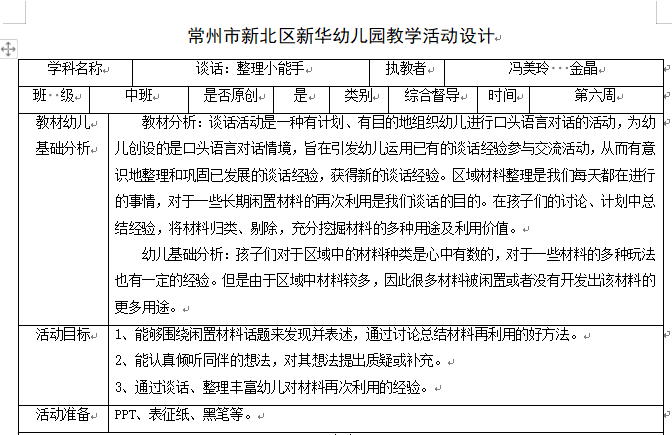 常州市新北区新华幼儿园教学活动设计
学科名称 谈话：整理小能手 执教者 冯美玲 金晶
班 级 中班 是否原创 是 类别 综合督导 时间 第六周
教材幼儿
基础分析
教材分析：谈话活动是一种有计划、有目的地组织幼儿进行口头语言对话的活动，为幼
儿创设的是口头语言对话情境，旨在引发幼儿运用已有的谈话经验参与交流活动，从而有意
识地整理和巩固已发展的谈话经验，获得新的谈话经验。区域材料整理是我们每天都在进行
的事情，对于一些长期闲置材料的再次利用是我们谈话的目的。在孩子们的讨论、计划中总
结经验，将材料归类、剔除，充分挖掘材料的多种用途及利用价值。
幼儿基础分析：孩子们对于区域中的材料种类是心中有数的，对于一些材料的多种玩法
也有一定的经验。但是由于区域中材料较多，因此很多材料被闲置或者没有开发出该材料的
更多用途。
活动目标
1、能够围绕闲置材料话题来发现并表述，通过讨论总结材料再利用的好方法。
2、能认真倾听同伴的想法，对其想法提出质疑或补充。
3、通过谈话、整理丰富幼儿对材料再次利用的经验。
活动准备 PPT、表征纸、黑笔等。